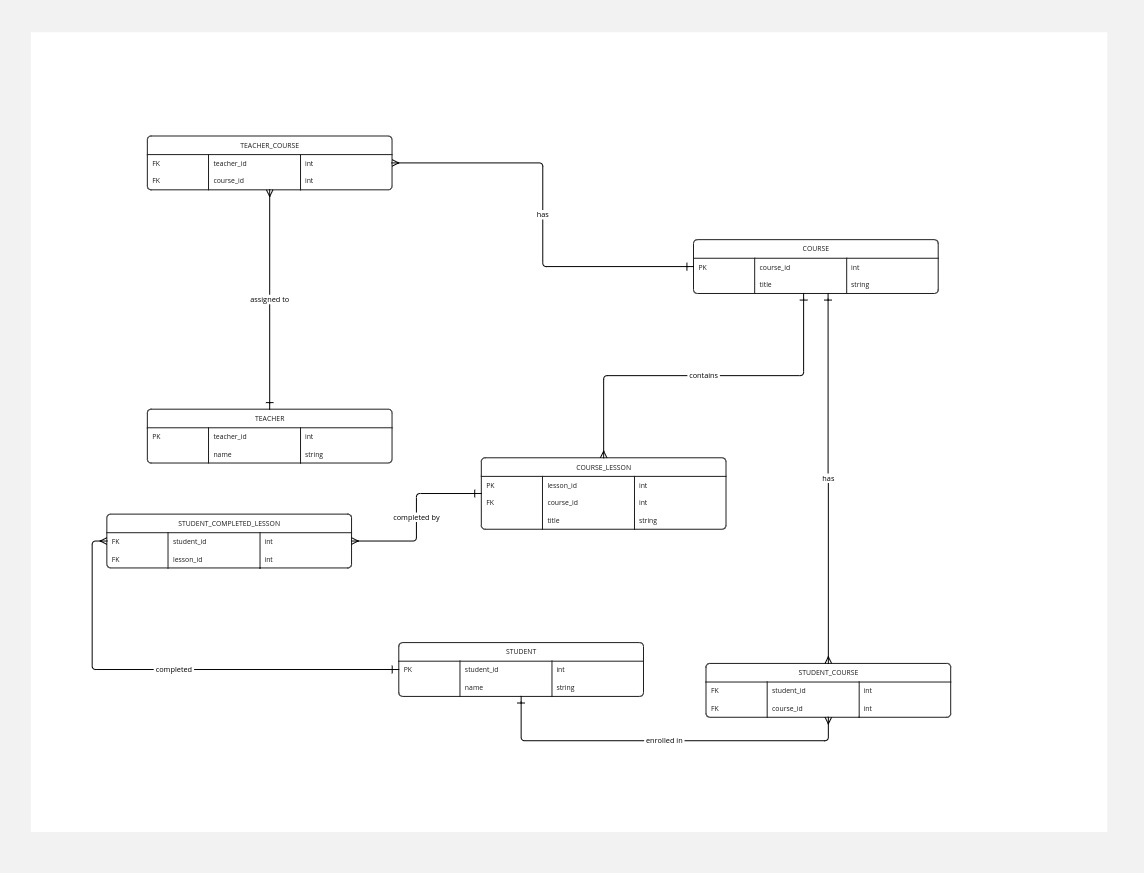 TEACHER_COURSE
FK teacher_id int
FK course_id int
has
COURSE
PK course_id int
title string
assigned to
contains
TEACHER
PK teacher_id int
name string
COURSE_LESSON
PK lesson_id int
FK course_id int
title string
has
completed by
STUDENT_COMPLETED_LESSON
FK student_id int
FK lesson_id int
completed
STUDENT
PK student_id int
name string
STUDENT_COURSE
FK student_id int
FK course_id int
enrolled in